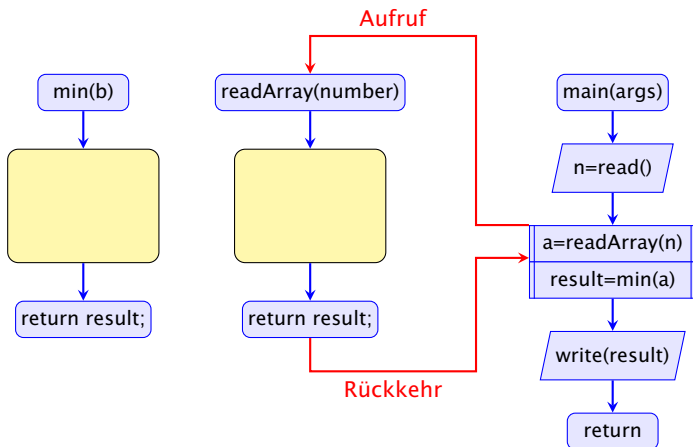 Aufruf
min(b)
readArray(number)
main(args)
n=read()
a=readArray(n)
result=min(a)
return result;
return result;
write(result)
Rückkehr
return